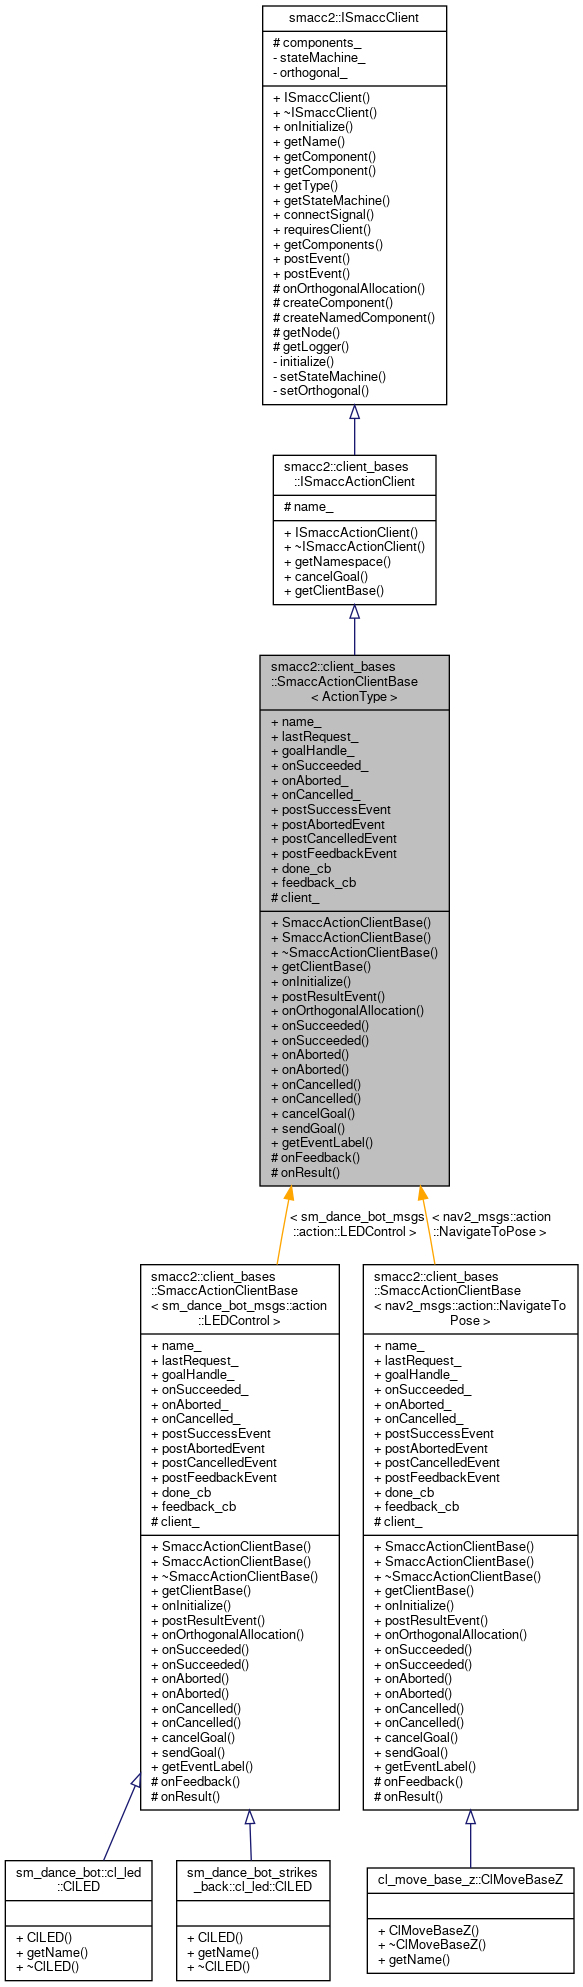 smacc2::ISmaccClient
# components_
- stateMachine_
- orthogonal_
+ ISmaccClient()
+ ~ISmaccClient()
+ onInitialize()
+ getName()
+ getComponent()
+ getComponent()
+ getType()
+ getStateMachine()
+ connectSignal()
+ requiresClient()
+ getComponents()
+ postEvent()
+ postEvent()
# onOrthogonalAllocation()
# createComponent()
# createNamedComponent()
# getNode()
# getLogger()
- initialize()
- setStateMachine()
- setOrthogonal()
smacc2::client_bases
::ISmaccActionClient
# name_
+ ISmaccActionClient()
+ ~ISmaccActionClient()
+ getNamespace()
+ cancelGoal()
+ getClientBase()
smacc2::client_bases
::SmaccActionClientBase
< ActionType >
+ name_
+ lastRequest_
+ goalHandle_
+ onSucceeded_
+ onAborted_
+ onCancelled_
+ postSuccessEvent
+ postAbortedEvent
+ postCancelledEvent
+ postFeedbackEvent
+ done_cb
+ feedback_cb
# client_
+ SmaccActionClientBase()
+ SmaccActionClientBase()
+ ~SmaccActionClientBase()
+ getClientBase()
+ onInitialize()
+ postResultEvent()
+ onOrthogonalAllocation()
+ onSucceeded()
+ onSucceeded()
+ onAborted()
+ onAborted()
+ onCancelled()
+ onCancelled()
+ cancelGoal()
+ sendGoal()
+ getEventLabel()
# onFeedback()
# onResult()
< sm_dance_bot_msgs
::action::LEDControl >
< nav2_msgs::action
::NavigateToPose >
smacc2::client_bases
::SmaccActionClientBase
< sm_dance_bot_msgs::action
::LEDControl >
+ name_
+ lastRequest_
+ goalHandle_
+ onSucceeded_
+ onAborted_
+ onCancelled_
+ postSuccessEvent
+ postAbortedEvent
+ postCancelledEvent
+ postFeedbackEvent
+ done_cb
+ feedback_cb
# client_
+ SmaccActionClientBase()
+ SmaccActionClientBase()
+ ~SmaccActionClientBase()
+ getClientBase()
+ onInitialize()
+ postResultEvent()
+ onOrthogonalAllocation()
+ onSucceeded()
+ onSucceeded()
+ onAborted()
+ onAborted()
+ onCancelled()
+ onCancelled()
+ cancelGoal()
+ sendGoal()
+ getEventLabel()
# onFeedback()
# onResult()
smacc2::client_bases
::SmaccActionClientBase
< nav2_msgs::action::NavigateTo
Pose >
+ name_
+ lastRequest_
+ goalHandle_
+ onSucceeded_
+ onAborted_
+ onCancelled_
+ postSuccessEvent
+ postAbortedEvent
+ postCancelledEvent
+ postFeedbackEvent
+ done_cb
+ feedback_cb
# client_
+ SmaccActionClientBase()
+ SmaccActionClientBase()
+ ~SmaccActionClientBase()
+ getClientBase()
+ onInitialize()
+ postResultEvent()
+ onOrthogonalAllocation()
+ onSucceeded()
+ onSucceeded()
+ onAborted()
+ onAborted()
+ onCancelled()
+ onCancelled()
+ cancelGoal()
+ sendGoal()
+ getEventLabel()
# onFeedback()
# onResult()
sm_dance_bot::cl_led
::ClLED
+ ClLED()
+ getName()
+ ~ClLED()
sm_dance_bot_strikes
_back::cl_led::ClLED
+ ClLED()
+ getName()
+ ~ClLED()
cl_move_base_z::ClMoveBaseZ
+ ClMoveBaseZ()
+ ~ClMoveBaseZ()
+ getName()